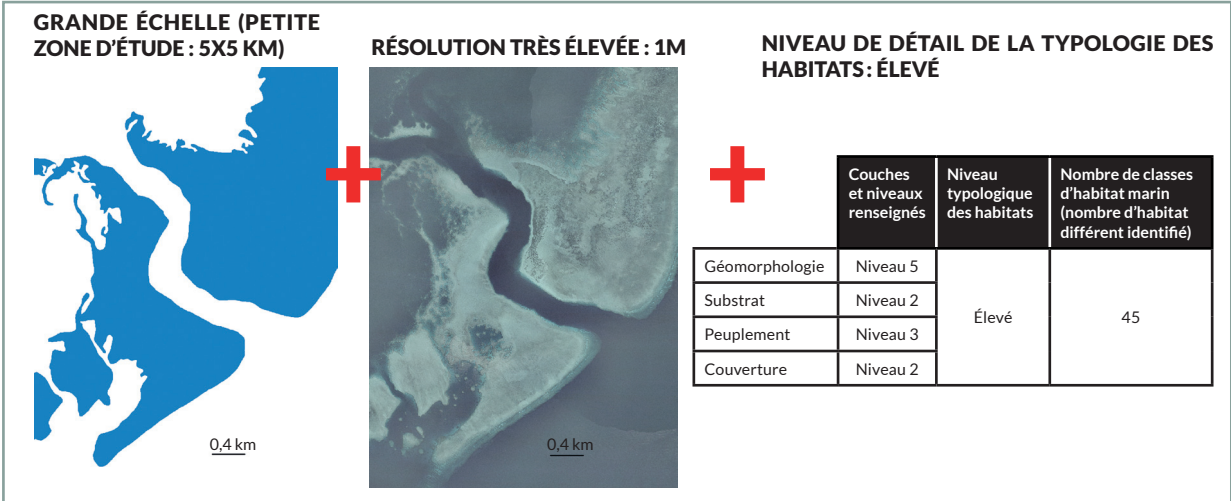 GRANDE ÉCHELLE (PETITE
ZONE D'ÉTUDE : 5X5 KM)
0,4 km
RÉSOLUTION TRÈS ÉLEVÉE : 1M
0,4 km
NIVEAU DE DÉTAIL DE LA TYPOLOGIE DES
HABITATS : ÉLEVÉ
Couches
et niveaux
renseignés
Niveau
typologique
des habitats
Nombre de classes
d'habitat marin
(nombre d'habitat
différent identifié)
Géomorphologie Niveau 5
Substrat Niveau 2
Élevé 45
Peuplement Niveau 3
Couverture Niveau 2